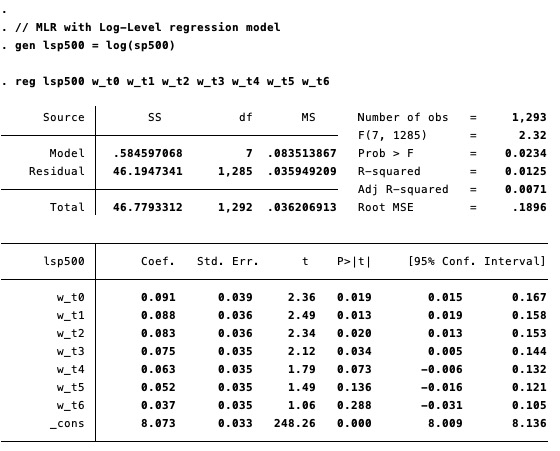 .
. // MLR with Log-Level regression model
. gen lsp500 = log(sp500)
. reg lsp500 w_t0 w_t1 w_t2 w_t3 w_t4 w_t5 w_t6
Source SS df MS Number of obs = 1,293
F(7, 1285) = 2.32
Model .584597068 7 .083513867 Prob > F = 0.0234
Residual 46.1947341 1,285 .035949209 R-squared = 0.0125
Adj R-squared = 0.0071
Total 46.7793312 1,292 .036206913 Root MSE = .1896
lsp500 Coef. Std. Err. t P>|t| [95% Conf. Interval]
w_t0 0.091 0.039 2.36 0.019 0.015 0.167
w_t1 0.088 0.036 2.49 0.013 0.019 0.158
w_t2 0.083 0.036 2.34 0.020 0.013 0.153
w_t3 0.075 0.035 2.12 0.034 0.005 0.144
w_t4 0.063 0.035 1.79 0.073 -0.006 0.132
w_t5 0.052 0.035 1.49 0.136 -0.016 0.121
w_t6 0.037 0.035 1.06 0.288 -0.031 0.105
_cons 8.073 0.033 248.26 0.000 8.009 8.136